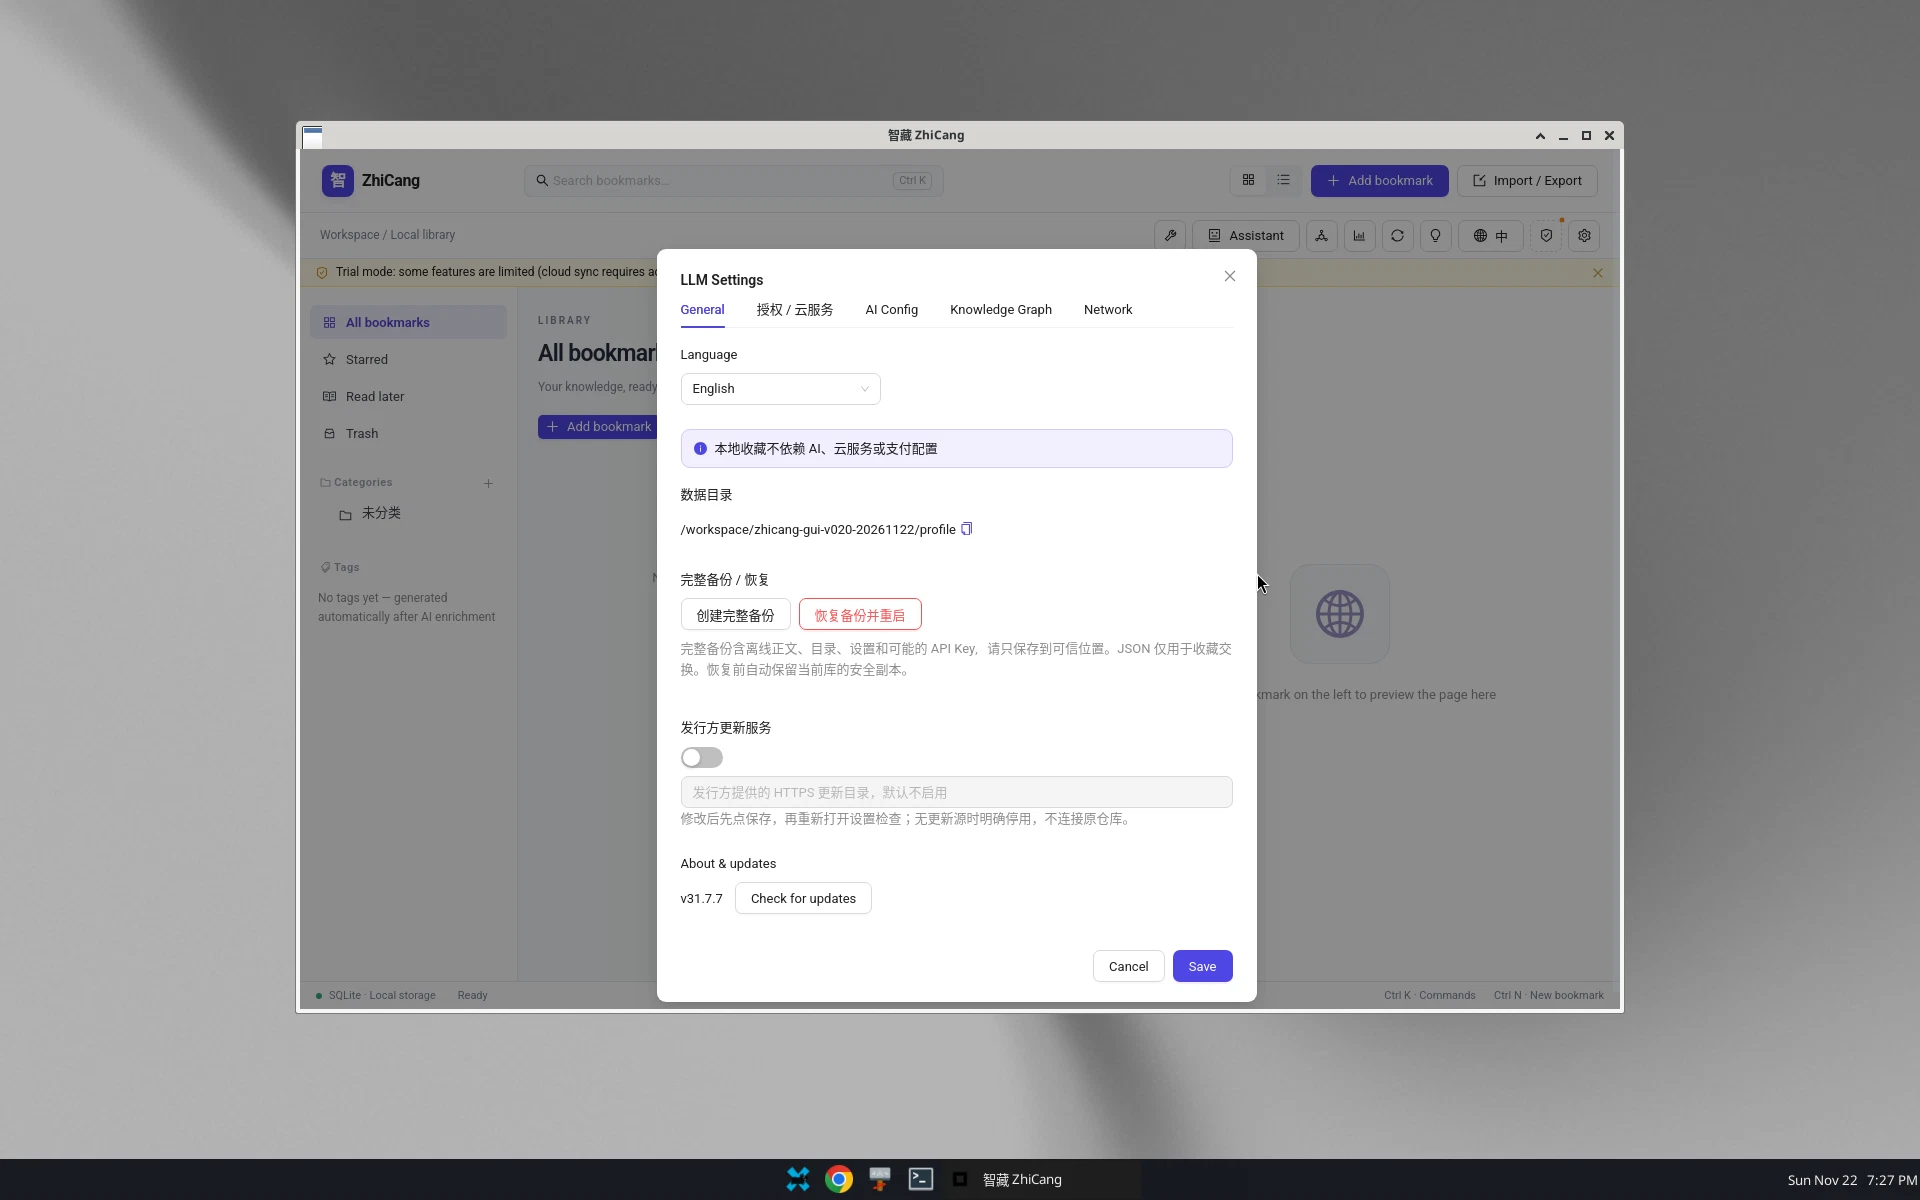 智藏 ZhiCang
智 ZhiCang
Search bookmarks...
Ctrl K
Add bookmark
Import / Export
Workspace / Local library
Assistant
中
Trial mode: some features are limited (cloud sync requires ac
All bookmarks
Starred
Read later
Trash
Categories
未分类
Tags
No tags yet — generated
automatically after AI enrichment
LIBRARY
All bookmark
Your knowledge, ready
Add bookmark
LLM Settings
General
授权 / 云服务
AI Config
Knowledge Graph
Network
Language
English
本地收藏不依赖 AI、云服务或支付配置
数据目录
/workspace/zhicang-gui-v020-20261122/profile
完整备份 / 恢复
创建完整备份
恢复备份并重启
完整备份含离线正文、目录、设置和可能的 API Key，请只保存到可信位置。JSON 仅用于收藏交
换。恢复前自动保留当前库的安全副本。
发行方更新服务
发行方提供的 HTTPS 更新目录，默认不启用
修改后先点保存，再重新打开设置检查；无更新源时明确停用，不连接原仓库。
About & updates
v31.7.7
Check for updates
Cancel
Save
kmark on the left to preview the page here
SQLite · Local storage
Ready
Ctrl K · Commands
Ctrl N · New bookmark
智藏 ZhiCang
Sun Nov 22 7:27 PM